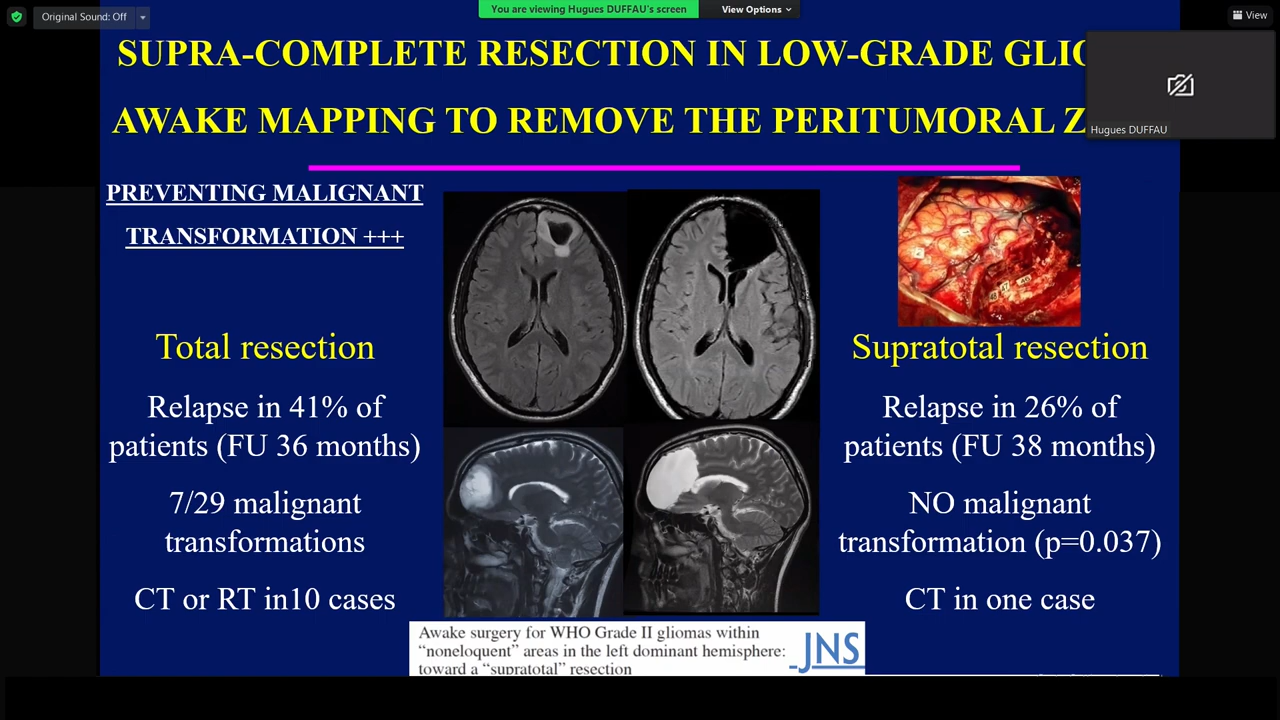 Original Sound: Off
You are viewing Hugues DUFFAU's screen
View Options
View
SUPRA-COMPLETE RESECTION IN LOW-GRADE
AWAKE MAPPING TO REMOVE THE PERITUMORAL
Hugues DUFFAU
PREVENTING MALIGNANT
TRANSFORMATION +++
Total resection
Relapse in 41% of
patients (FU 36 months)
7/29 malignant
transformations
CT or RT in10 cases
Supratotal resection
Relapse in 26% of
patients (FU 38 months)
NO malignant
transformation (p=0.037)
CT in one case
Awake surgery for WHO Grade II gliomas within
“noneloquent” areas in the left dominant hemisphere:
toward a “supratotal” resection
JNS